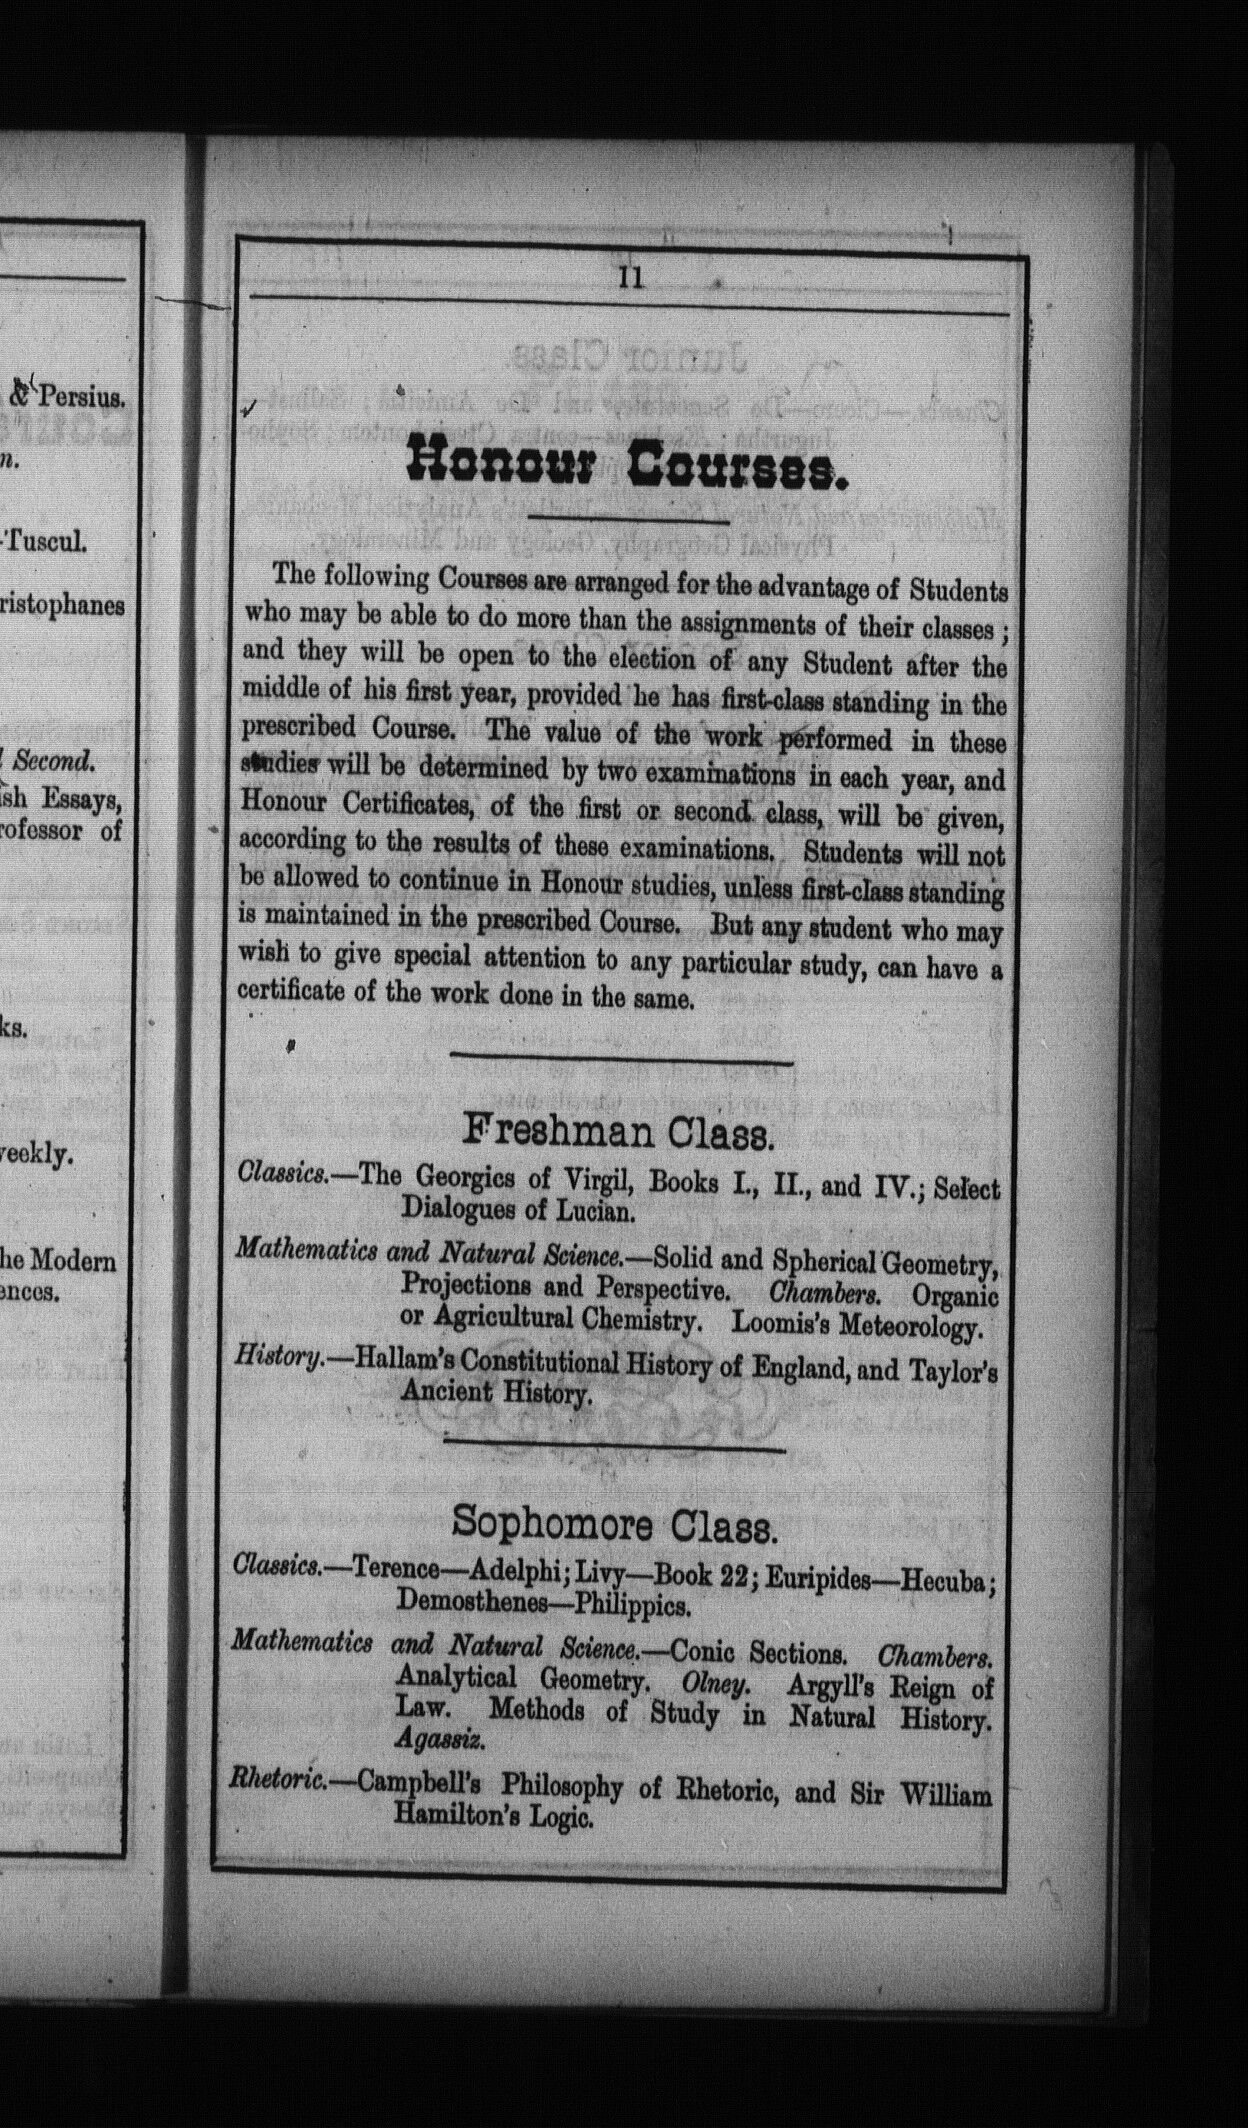 & Persius.
n.
-Tuscul.
ristophanes
Second.
ish Essays,
rofessor of
ks.
weekly.
he Modern
ences.
11
Honour Courses.
The following Courses are arranged for the advantage of Students
who may be able to do more than the assignments of their classes ;
and they will be open to the election of any Student after the
middle of his first year, provided he has first-class standing in the
prescribed Course. The value of the work performed in these
studies will be determined by two examinations in each year, and
Honour Certificates, of the first or second class, will be given,
according to the results of these examinations. Students will not
be allowed to continue in Honour studies, unless first-class standing
is maintained in the prescribed Course. But any student who may
wish to give special attention to any particular study, can have a
certificate of the work done in the same.
Freshman Class.
Classics.—The Georgics of Virgil, Books I., II., and IV.; Select
Dialogues of Lucian.
Mathematics and Natural Science.—Solid and Spherical Geometry,
Projections and Perspective. Chambers. Organic
or Agricultural Chemistry. Loomis's Meteorology.
History.—Hallam's Constitutional History of England, and Taylor's
Ancient History.
Sophomore Class.
Classics.—Terence—Adelphi; Livy—Book 22; Euripides—Hecuba;
Demosthenes—Philippics.
Mathematics and Natural Science.—Conic Sections. Chambers.
Analytical Geometry. Olney. Argyll's Reign of
Law. Methods of Study in Natural History.
Agassiz.
Rhetoric.—Campbell's Philosophy of Rhetoric, and Sir William
Hamilton's Logic.